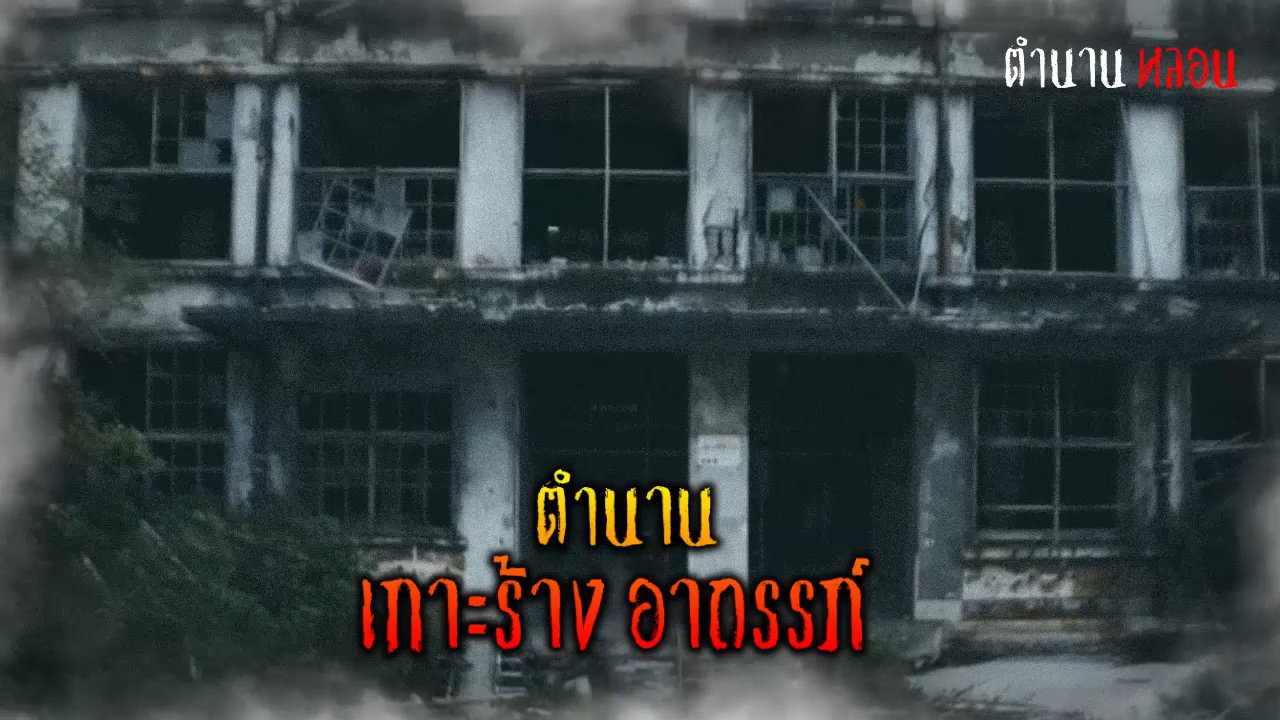 ตำนาน หลอน
ตำนาน
เกาะร้าง อาถรรภ์